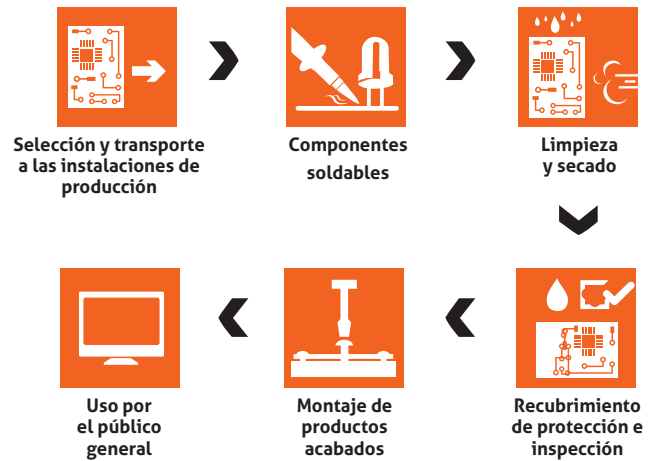 Selección y transporte
a las instalaciones de
producción
Componentes
soldables
Limpieza
y secado
Recubrimiento
de protección e
inspección
Montaje de
productos
acabados
Uso por
el público
general